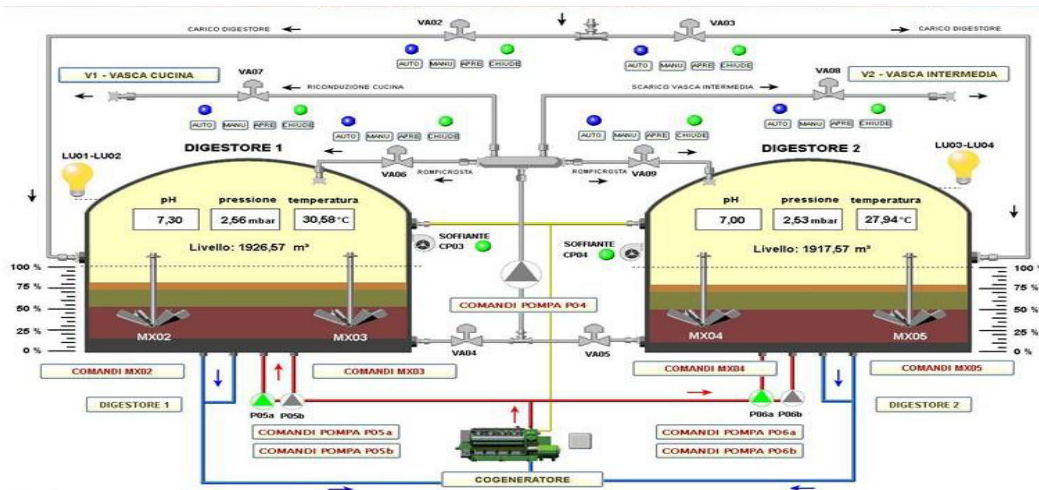 VA02
VA03
CARICO DIGESTORE
CARICO DIGESTORE
AUTO MANU APRE CHIUDE
AUTO MANU APRE CHIUDE
V1 - VASCA CUCINA
VA07
VA08
V2 - VASCA INTERMEDIA
RICONDUZIONE CUCINA
SCARICO VASCA INTERMEDIA
AUTO MANU APRE CHIUDE
AUTO MANU APRE CHIUDE
AUTO MANU APRE CHIUDE
AUTO MANU APRE CHIUDE
DIGESTORE 1
DIGESTORE 2
LU01-LU02
LU03-LU04
VA06
ROMPICROSTA
ROMPICROSTA
VA09
pH pressione temperatura
7,30 2,56 mbar 30,58 °C
Livello: 1926,57 m³
pH pressione temperatura
7,00 2,53 mbar 27,94 °C
Livello: 1917,57 m³
SOFFIANTE
CP03
SOFFIANTE
CP04
100 %
75 %
50 %
25 %
0 %
100 %
75 %
50 %
25 %
0 %
COMANDI POMPA P04
MX02
MX03
MX04
MX05
VA04
VA05
COMANDI MX02
COMANDI MX03
COMANDI MX04
COMANDI MX05
DIGESTORE 1
DIGESTORE 2
P05a P05b
P06a P06b
COMANDI POMPA P05a
COMANDI POMPA P05b
COMANDI POMPA P06a
COMANDI POMPA P06b
COGENERATORE